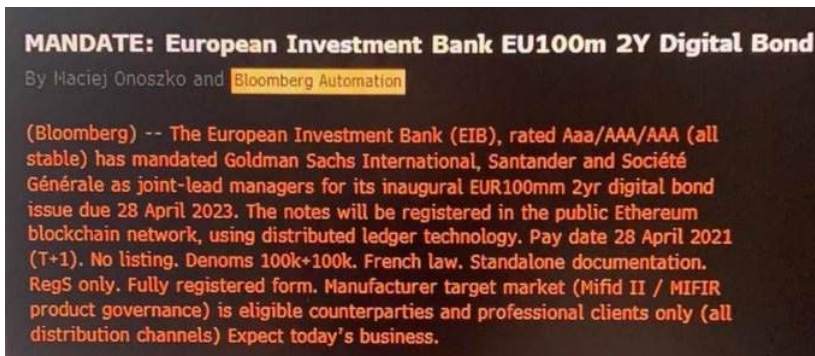 MANDATE: European Investment Bank EU100m 2Y Digital Bond
By Maciej Onoszko and Bloomberg Automation
(Bloomberg) -- The European Investment Bank (EIB), rated Aaa/AAA/AAA (all
stable) has mandated Goldman Sachs International, Santander and Société
Générale as joint-lead managers for its inaugural EUR100mm 2yr digital bond
issue due 28 April 2023. The notes will be registered in the public Ethereum
blockchain network, using distributed ledger technology. Pay date 28 April 2021
(T+1). No listing. Denoms 100k+100k. French law. Standalone documentation.
RegS only. Fully registered form. Manufacturer target market (Mifid II / MIFIR
product governance) is eligible counterparties and professional clients only (all
distribution channels) Expect today's business.